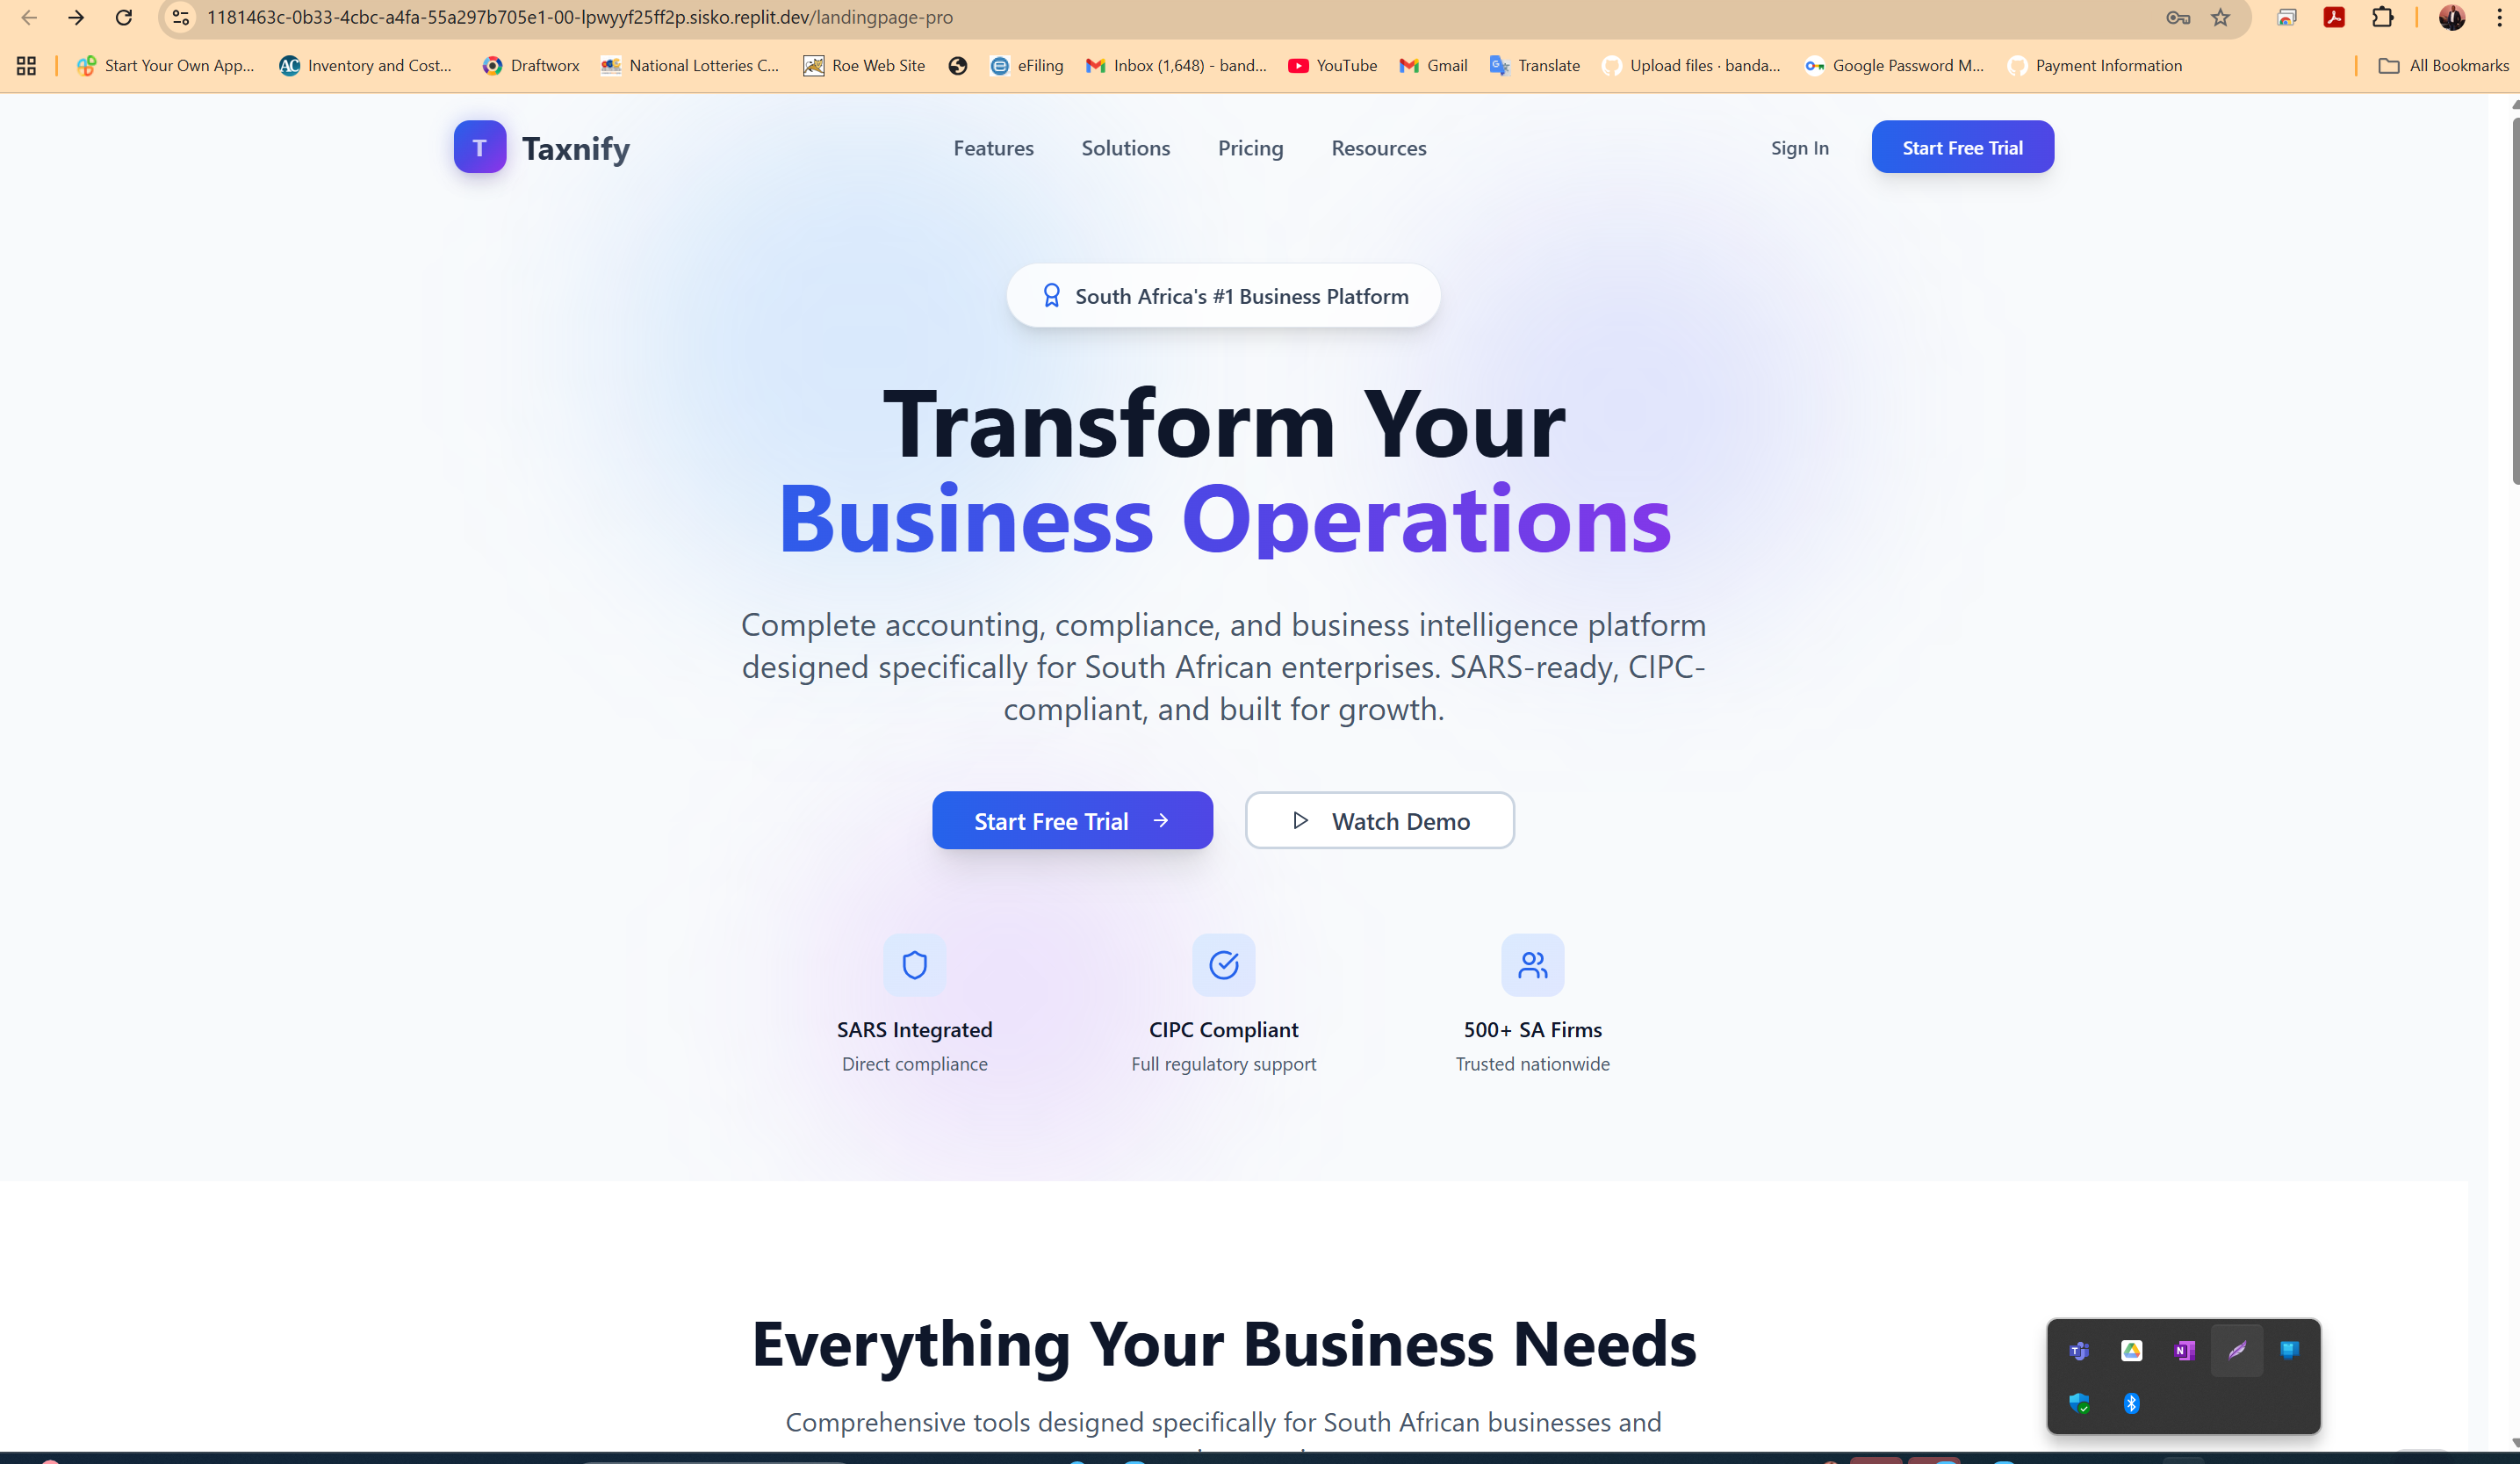 1181463c-0b33-4cbc-a4fa-55a297b705e1-00-lpwyyf25ff2p.sisko.replit.dev/landingpage-pro
Start Your Own App... AC Inventory and Cost... Draftworx National Lotteries C... Roe Web Site eFiling Inbox (1,648) - band... YouTube Gmail Translate Upload files · banda... Google Password M... Payment Information All Bookmarks
T Taxnify Features Solutions Pricing Resources Sign In Start Free Trial
South Africa's #1 Business Platform
Transform Your
Business Operations
Complete accounting, compliance, and business intelligence platform
designed specifically for South African enterprises. SARS-ready, CIPC-
compliant, and built for growth.
Start Free Trial Watch Demo
SARS Integrated CIPC Compliant 500+ SA Firms
Direct compliance Full regulatory support Trusted nationwide
Everything Your Business Needs
Comprehensive tools designed specifically for South African businesses and